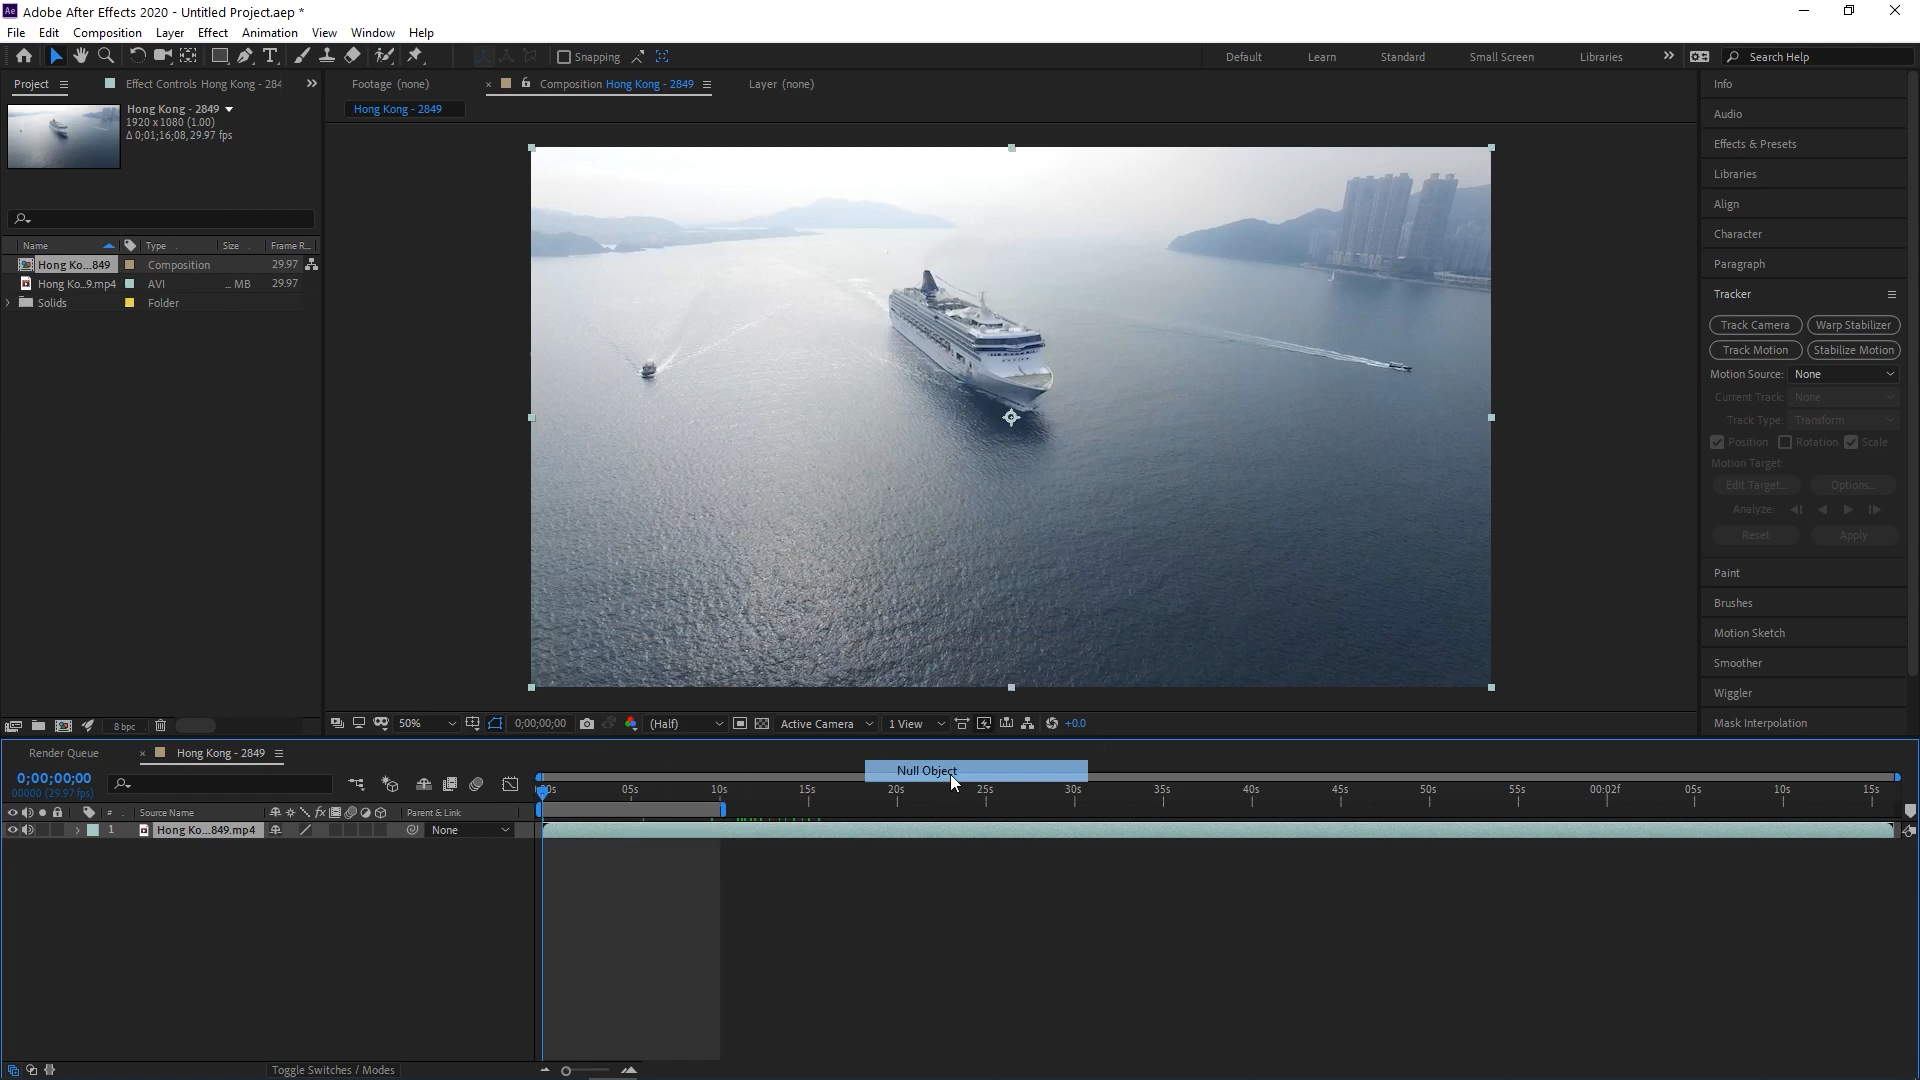 Ae Adobe After Effects 2020 - Untitled Project.aep *
File Edit Composition Layer Effect Animation View Window Help
Snapping
Default Learn Standard Small Screen Libraries Search Help
Project
Effect Controls Hong Kong - 284
Footage (none)
Composition Hong Kong - 2849
Layer (none)
Hong Kong - 2849
Hong Kong - 2849
1920 x 1080 (1.00)
Δ 0;01;16;08, 29.97 fps
Name Type Size Frame R...
Hong Ko...849 Composition 29.97
Hong Ko...9.mp4 AVI ... MB 29.97
Solids Folder
8 bpc
50% 0;00;00;00 (Half) Active Camera 1 View +0.0
Info
Audio
Effects & Presets
Libraries
Align
Character
Paragraph
Tracker
Track Camera Warp Stabilizer
Track Motion Stabilize Motion
Motion Source: None
Current Track: None
Track Type: Transform
Position Rotation Scale
Motion Target:
Edit Target... Options...
Analyze:
Reset Apply
Paint
Brushes
Motion Sketch
Smoother
Wiggler
Mask Interpolation
Render Queue
Hong Kong - 2849
0;00;00;00
00000 (29.97 fps)
Null Object
:00s 05s 10s 15s 20s 25s 30s 35s 40s 45s 50s 55s 00:02f 05s 10s 15s
# Source Name fx Parent & Link
1 Hong Ko...849.mp4 None
Toggle Switches / Modes